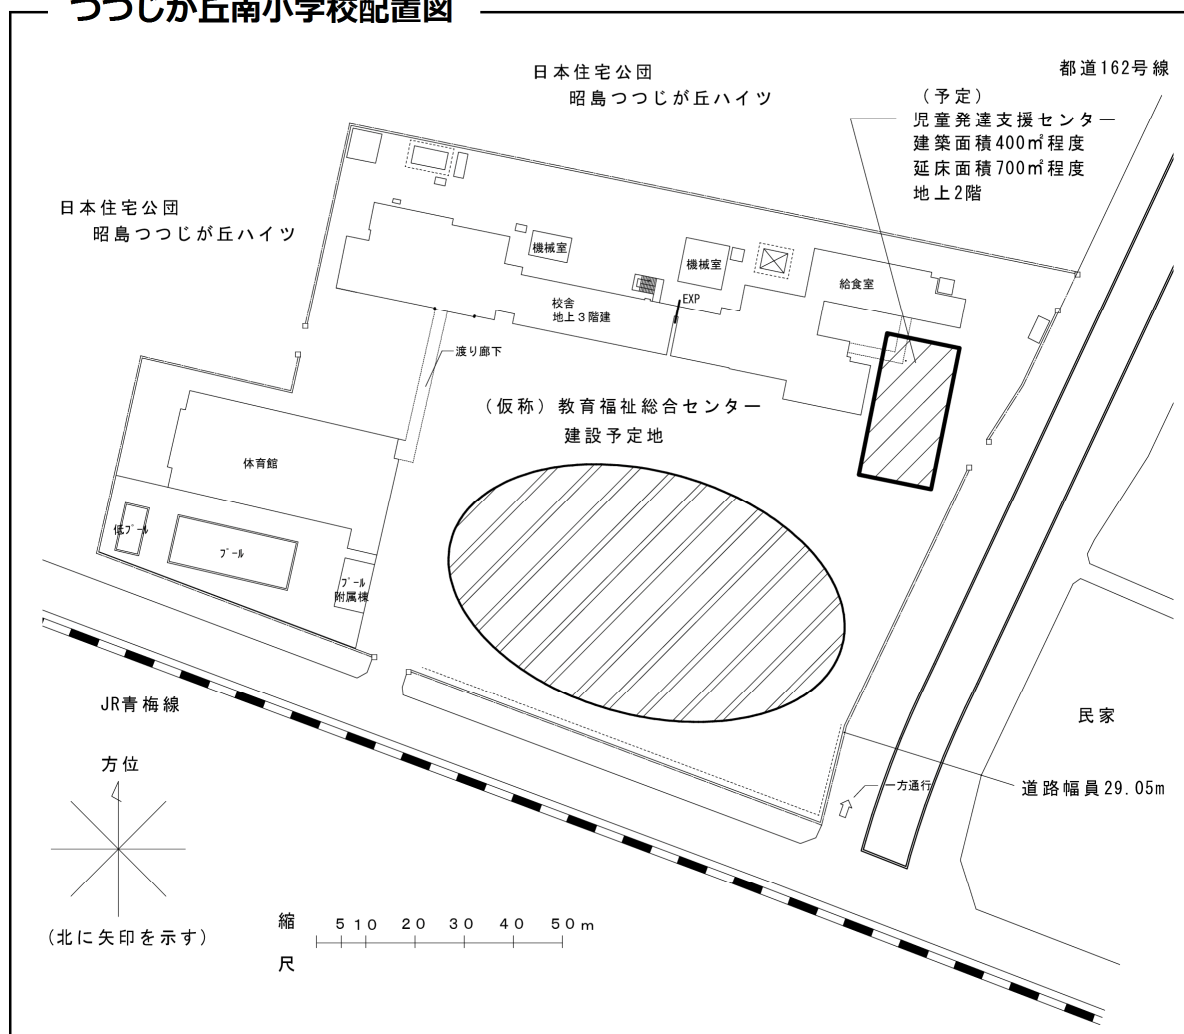 つつじが丘南小学校配置図
日本住宅公団
昭島つつじが丘ハイツ
都道162号線
（予定）
児童発達支援センター
建築面積400㎡程度
延床面積700㎡程度
地上2階
日本住宅公団
昭島つつじが丘ハイツ
機械室
機械室
給食室
校舎
地上３階建
EXP
渡り廊下
（仮称）教育福祉総合センター
建設予定地
体育館
低プール
プール
プール
附属棟
JR青梅線
民家
方位
一方通行
道路幅員29.05m
（北に矢印を示す）
縮
尺
5 10 20 30 40 50 m